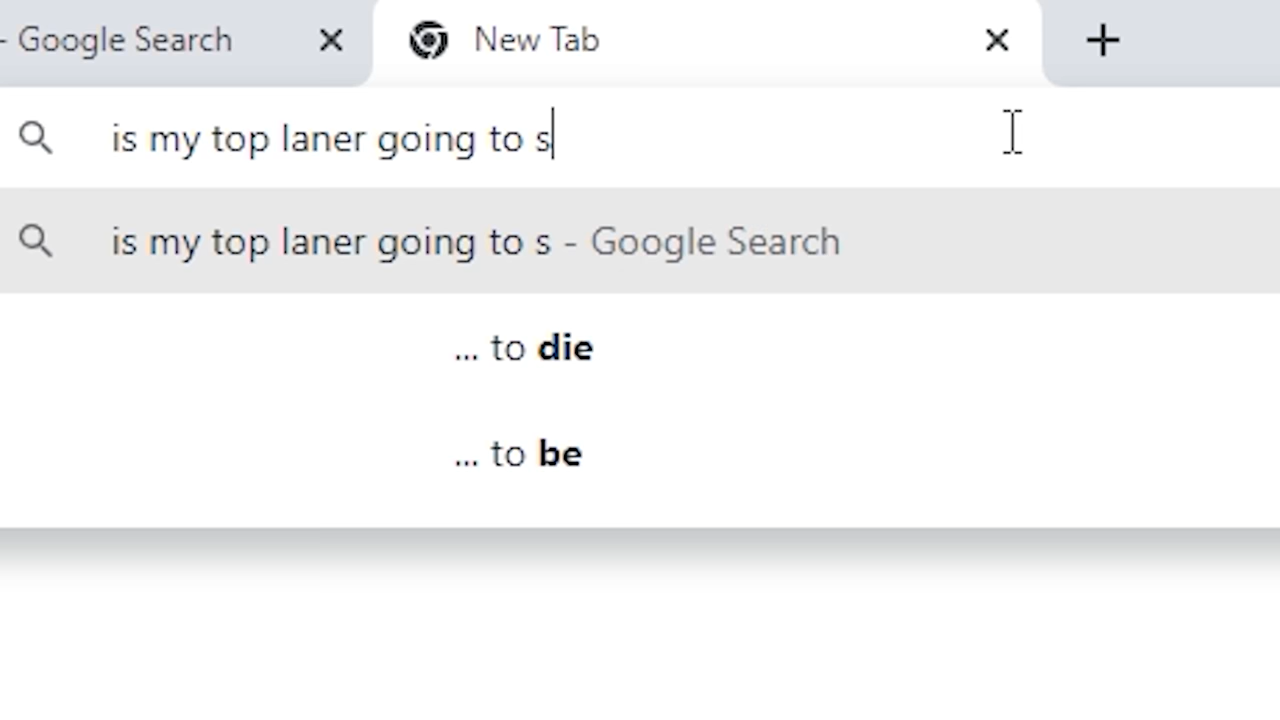 - Google Search
New Tab
is my top laner going to s
is my top laner going to s - Google Search
... to die
... to be